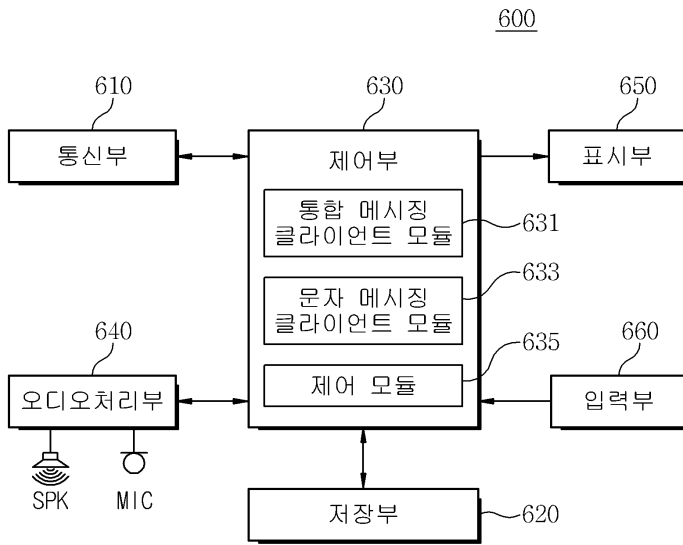 600
610
630
650
통신부
제어부
표시부
통합 메시징
클라이언트 모듈
631
문자 메시징
클라이언트 모듈
633
640
635
660
오디오처리부
제어 모듈
입력부
SPK
MIC
저장부
620